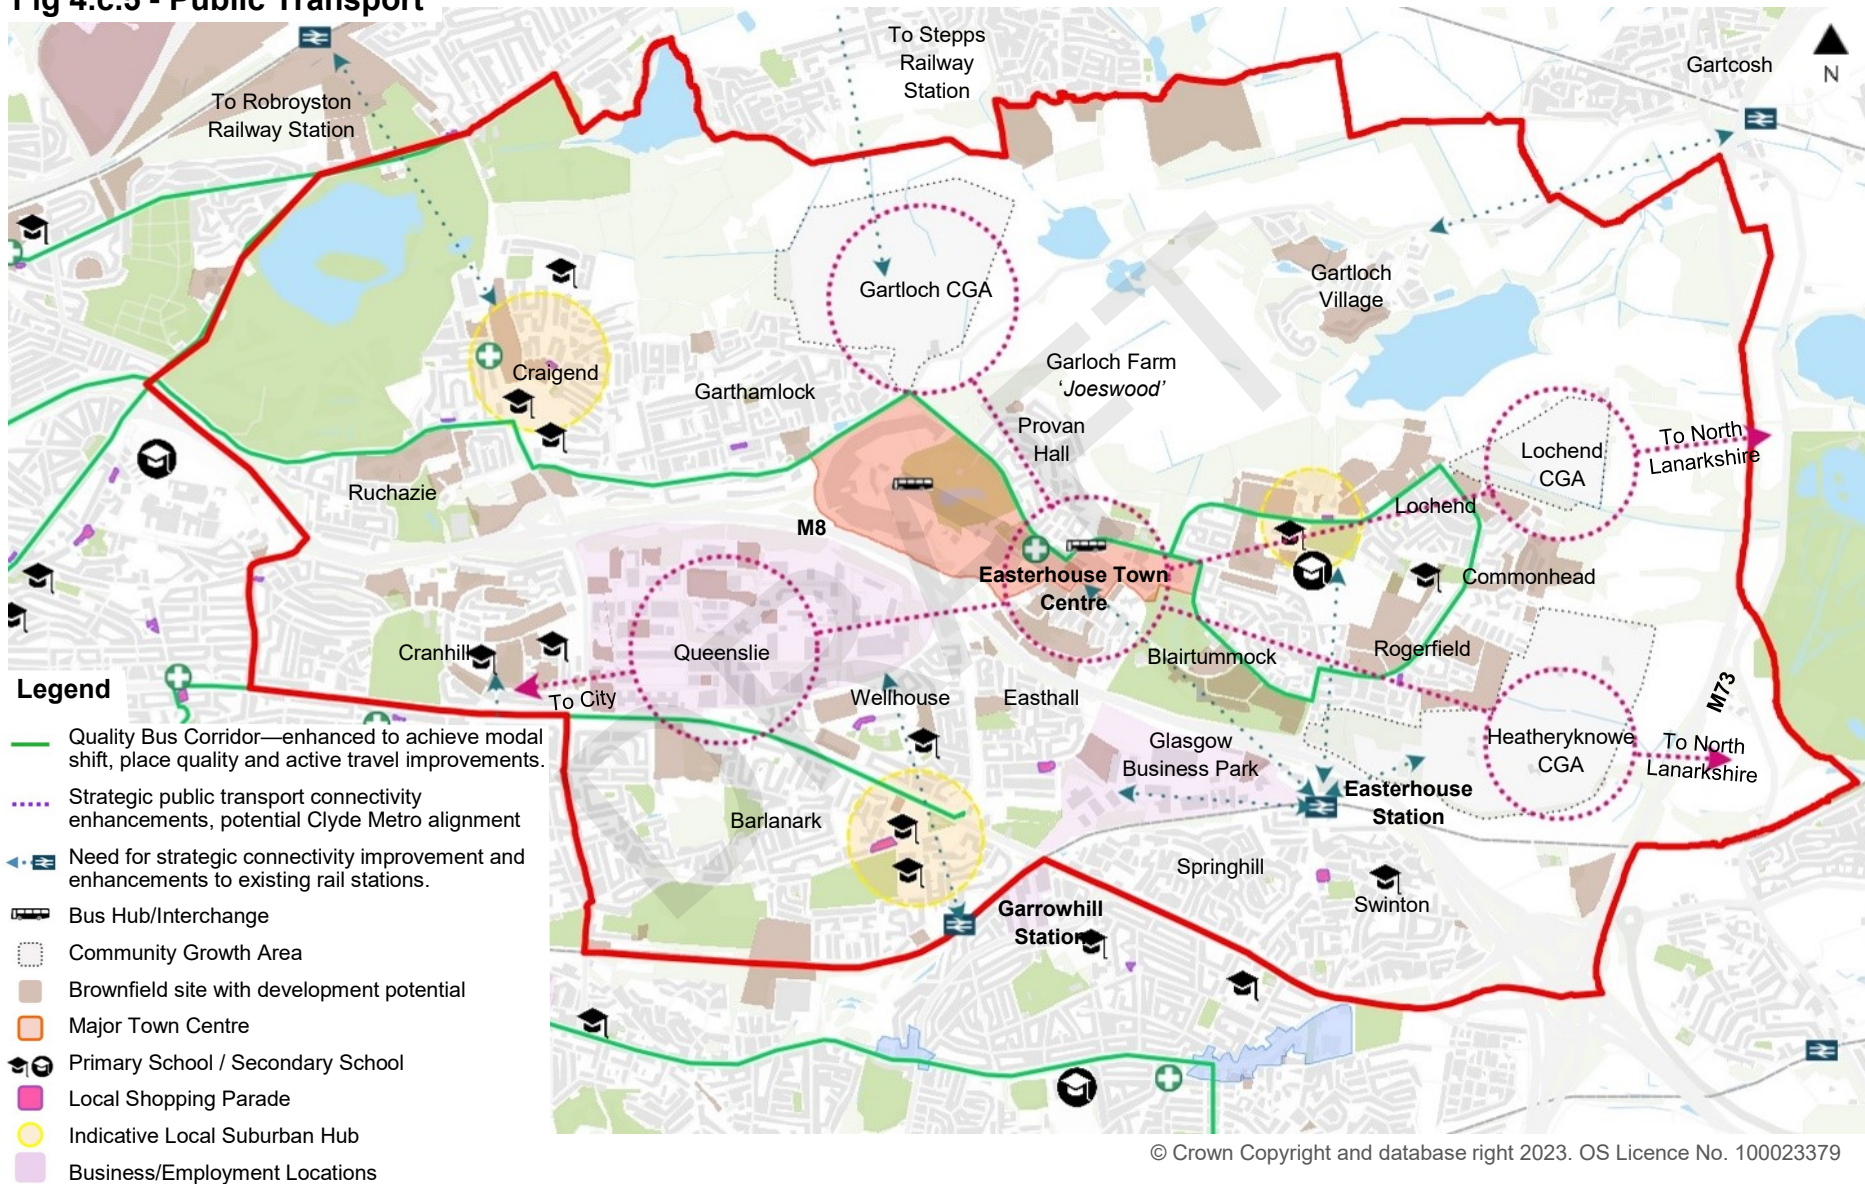 Fig 4.c.5 - Public Transport
To Stepps
Railway
Station
Gartcosh
N
To Robroyston
Railway Station
Gartloch CGA
Gartloch
Village
Craigend
Garthamlock
Garloch Farm
‘Joeswood’
Provan
Hall
Ruchazie
M8
Lochend
CGA
To North
Lanarkshire
Lochend
Easterhouse Town
Centre
Commonhead
Cranhill
Queenslie
Blairtummock
Rogerfield
To City
Wellhouse
Easthall
M73
Glasgow
Business Park
Heatheryknowe
CGA
To North
Lanarkshire
Easterhouse
Station
Barlanark
Springhill
Swinton
Garrowhill
Station
DRAFT
Legend
Quality Bus Corridor—enhanced to achieve modal
shift, place quality and active travel improvements.
Strategic public transport connectivity
enhancements, potential Clyde Metro alignment
Need for strategic connectivity improvement and
enhancements to existing rail stations.
Bus Hub/Interchange
Community Growth Area
Brownfield site with development potential
Major Town Centre
Primary School / Secondary School
Local Shopping Parade
Indicative Local Suburban Hub
Business/Employment Locations
© Crown Copyright and database right 2023. OS Licence No. 100023379